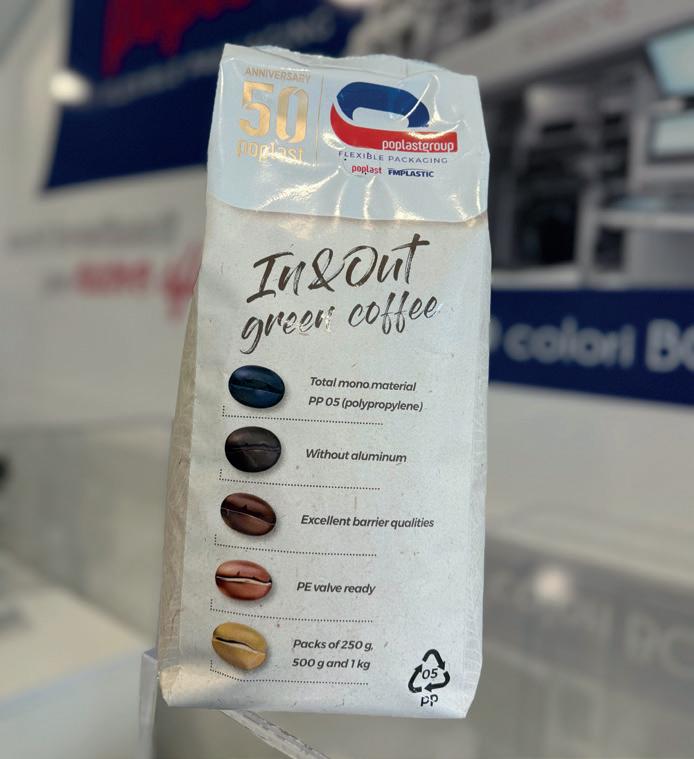 ANNIVERSARY
50
poplast
poplastgroup
FLEXIBLE PACKAGING
poplast FMPLASTIC
In&Out
green coffee
Total mono.material
PP 05 (polypropylene)
Without aluminum
Excellent barrier qualities
PE valve ready
Packs of 250 g,
500 g and 1 kg
05
PP
colori